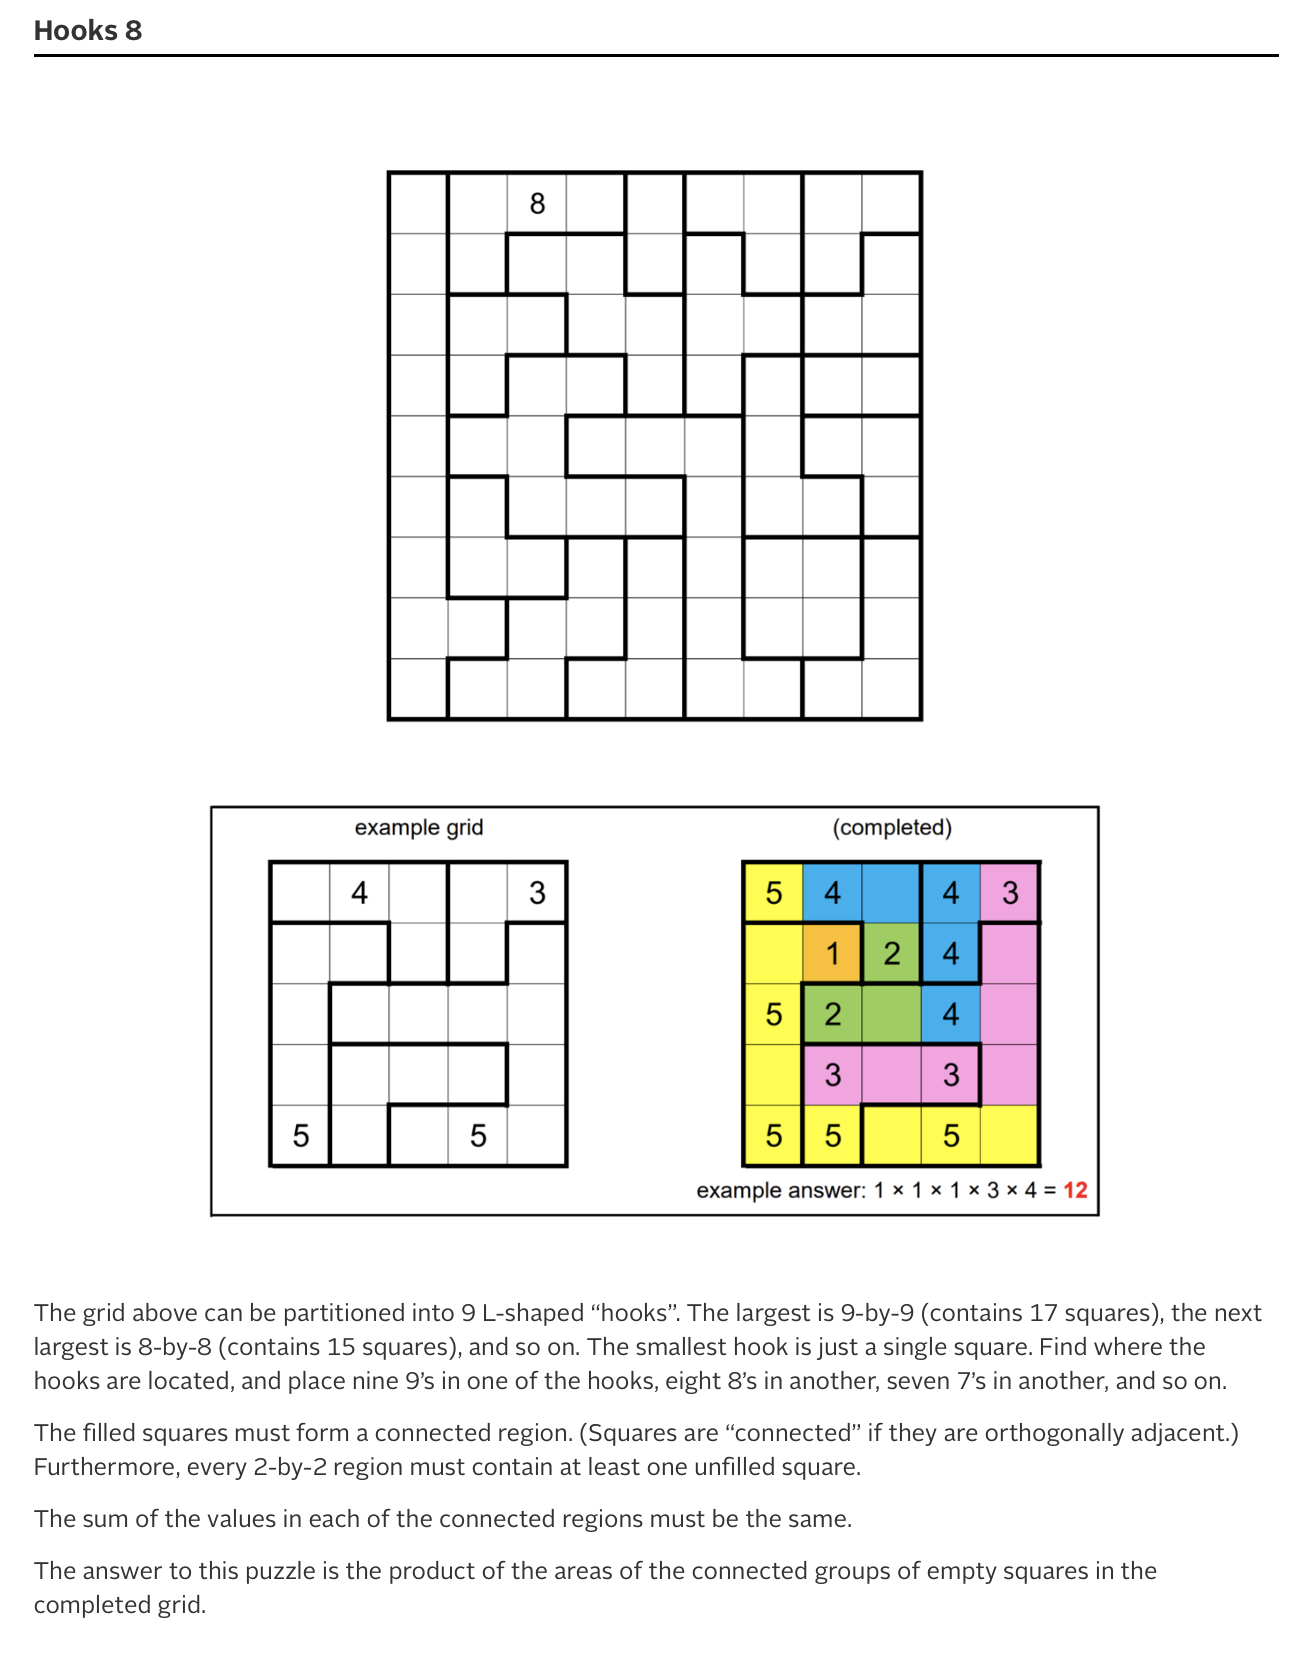 Hooks 8
8
example grid
(completed)
4 3
5 5
5 4 4 3
1 2 4
5 2 4
3 3
5 5 5
example answer: 1 × 1 × 1 × 3 × 4 = 12
The grid above can be partitioned into 9 L-shaped “hooks”. The largest is 9-by-9 (contains 17 squares), the next
largest is 8-by-8 (contains 15 squares), and so on. The smallest hook is just a single square. Find where the
hooks are located, and place nine 9’s in one of the hooks, eight 8’s in another, seven 7’s in another, and so on.
The filled squares must form a connected region. (Squares are “connected” if they are orthogonally adjacent.)
Furthermore, every 2-by-2 region must contain at least one unfilled square.
The sum of the values in each of the connected regions must be the same.
The answer to this puzzle is the product of the areas of the connected groups of empty squares in the
completed grid.